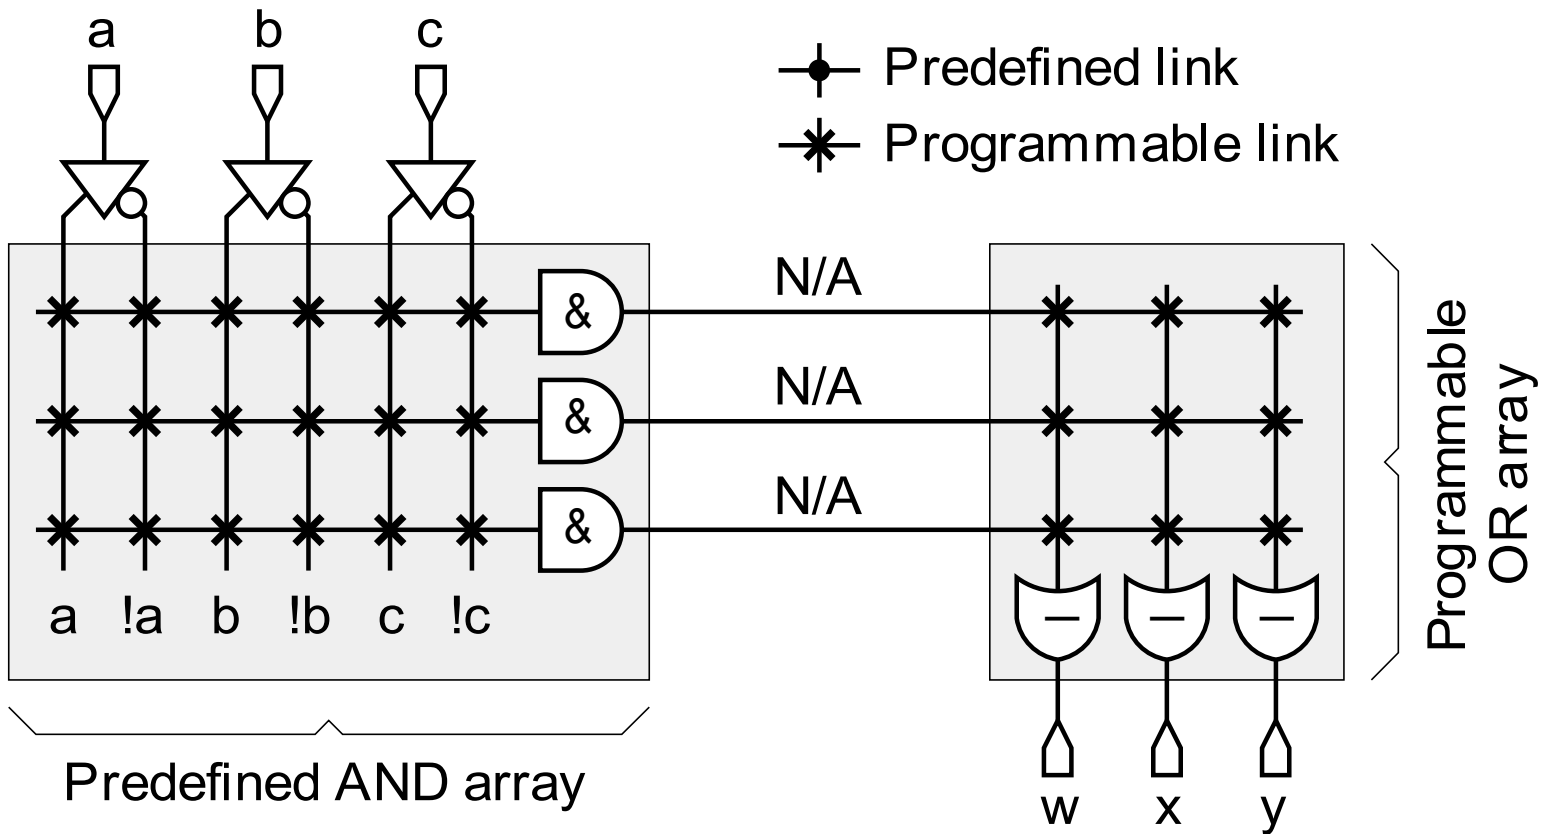 a b c
Predefined link
Programmable link
N/A
&
N/A
&
N/A
&
a !a b !b c !c
| | |
Predefined AND array
w x y
Programmable
OR array